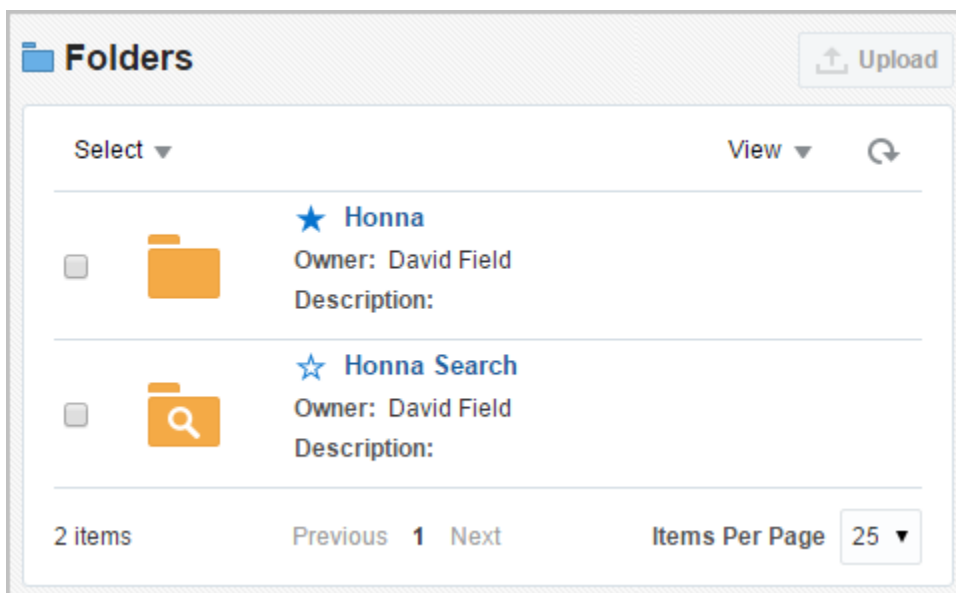 Folders
Upload
Select
View
Honna
Owner: David Field
Description:
Honna Search
Owner: David Field
Description:
2 items
Previous 1 Next
Items Per Page 25